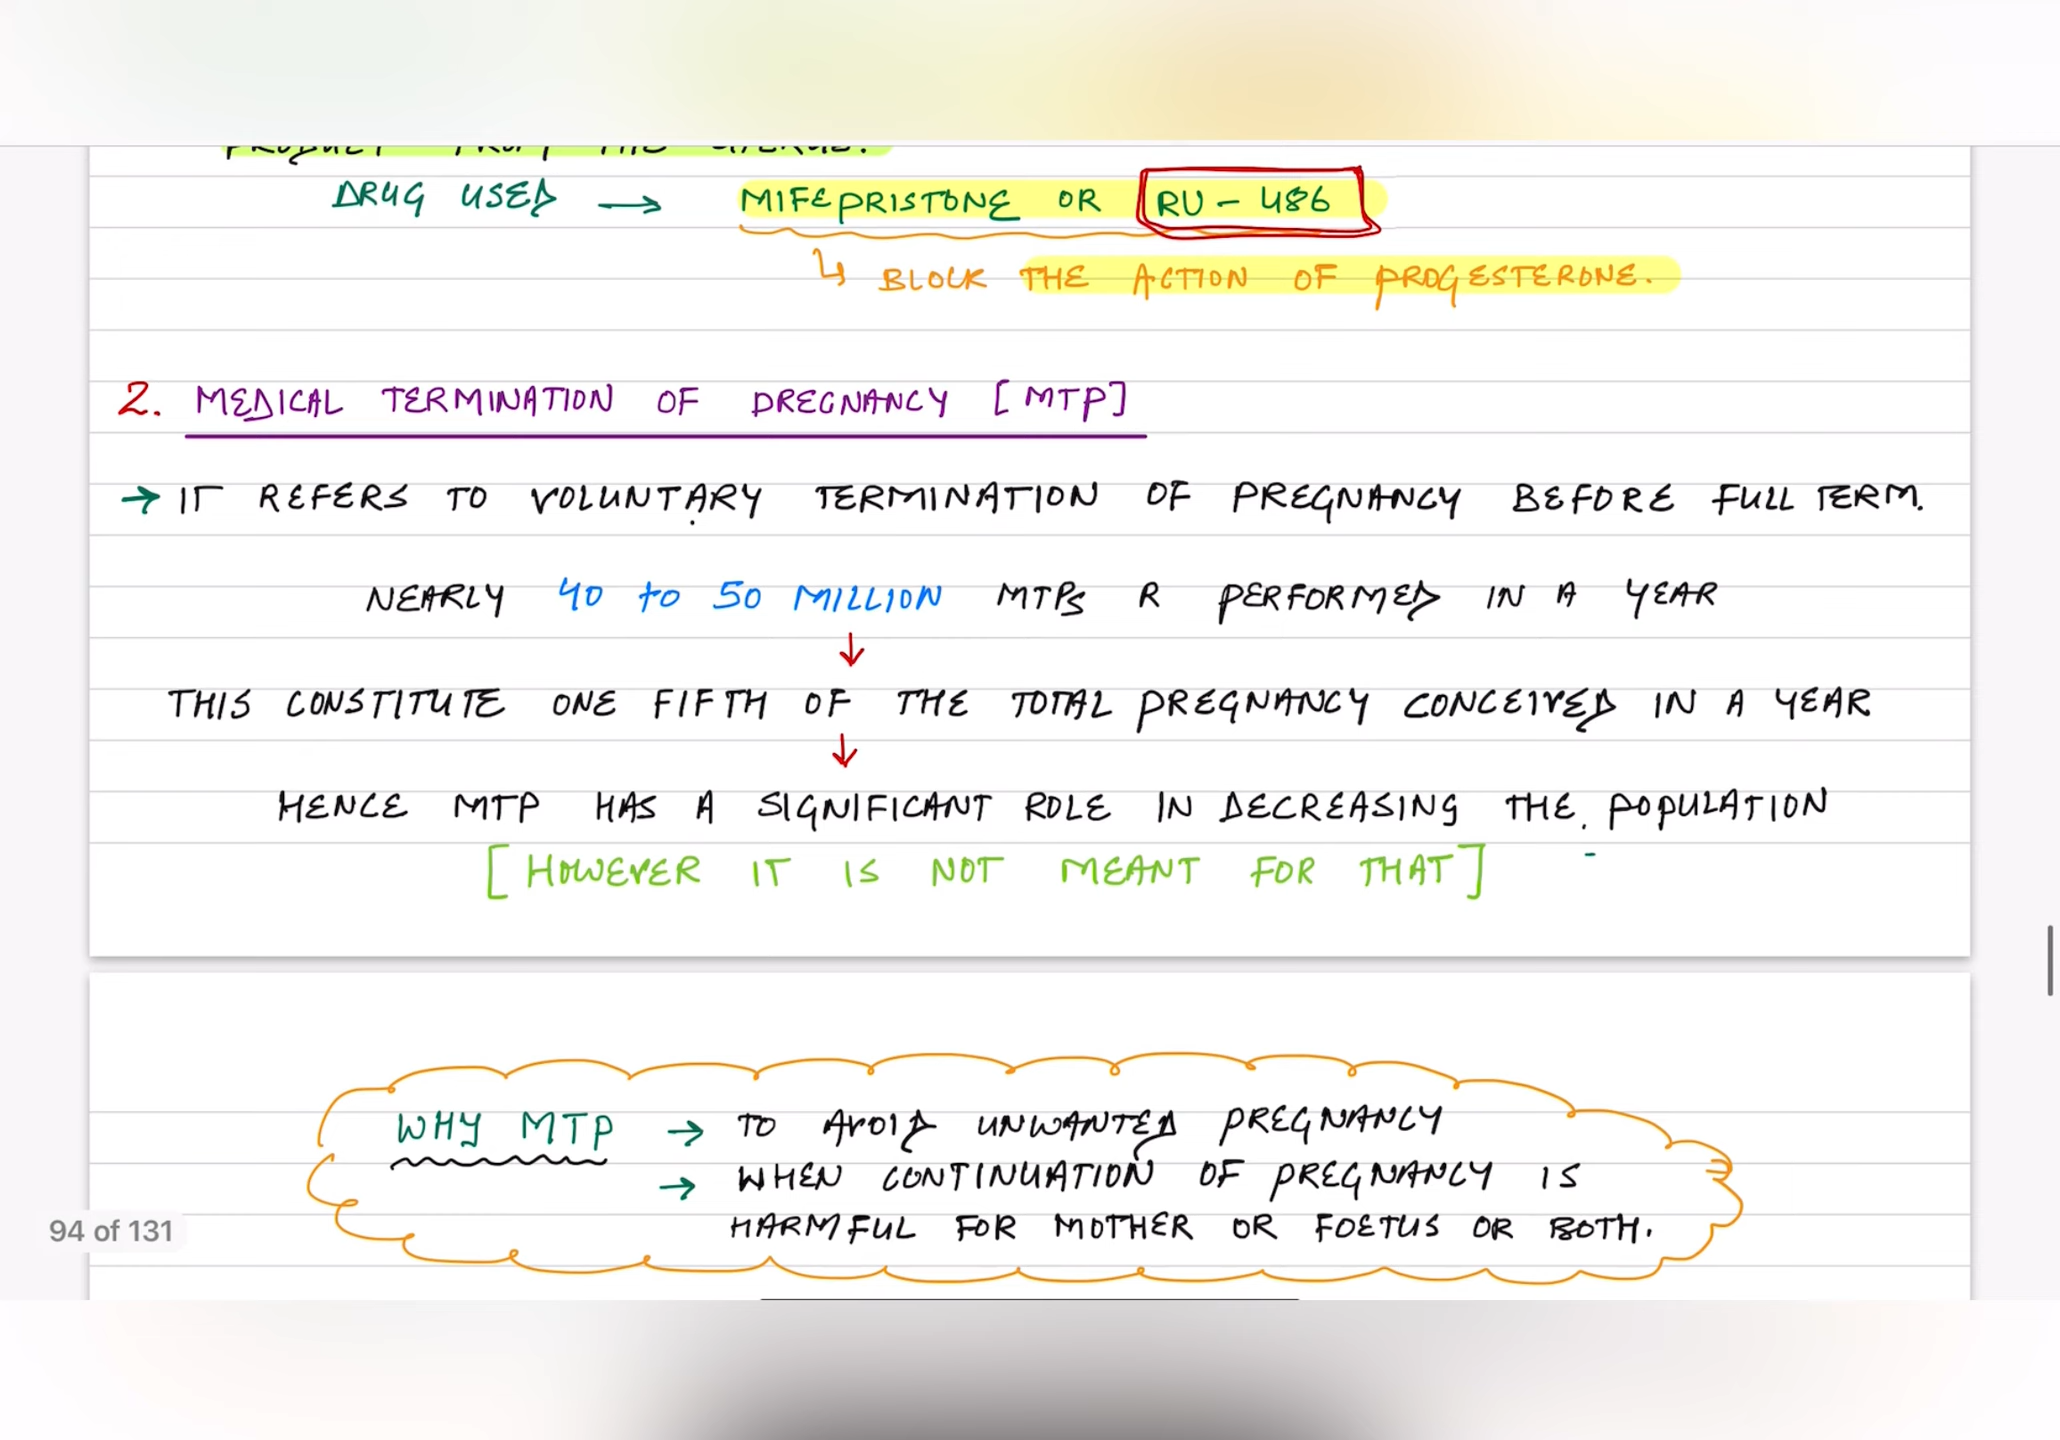 PRODUCT FROM THE UTERUS.
DRUG USED → MIFEPRISTONE OR RU - 486
↳ BLOCK THE ACTION OF PROGESTERONE.
2. MEDICAL TERMINATION OF PREGNANCY [MTP]
→ IT REFERS TO VOLUNTARY TERMINATION OF PREGNANCY BEFORE FULL TERM.
NEARLY 40 to 50 MILLION MTPs R PERFORMED IN A YEAR
↓
THIS CONSTITUTE ONE FIFTH OF THE TOTAL PREGNANCY CONCEIVED IN A YEAR
↓
HENCE MTP HAS A SIGNIFICANT ROLE IN DECREASING THE POPULATION
[HOWEVER IT IS NOT MEANT FOR THAT]
WHY MTP → TO AVOID UNWANTED PREGNANCY
→ WHEN CONTINUATION OF PREGNANCY IS
HARMFUL FOR MOTHER OR FOETUS OR BOTH.
94 of 131